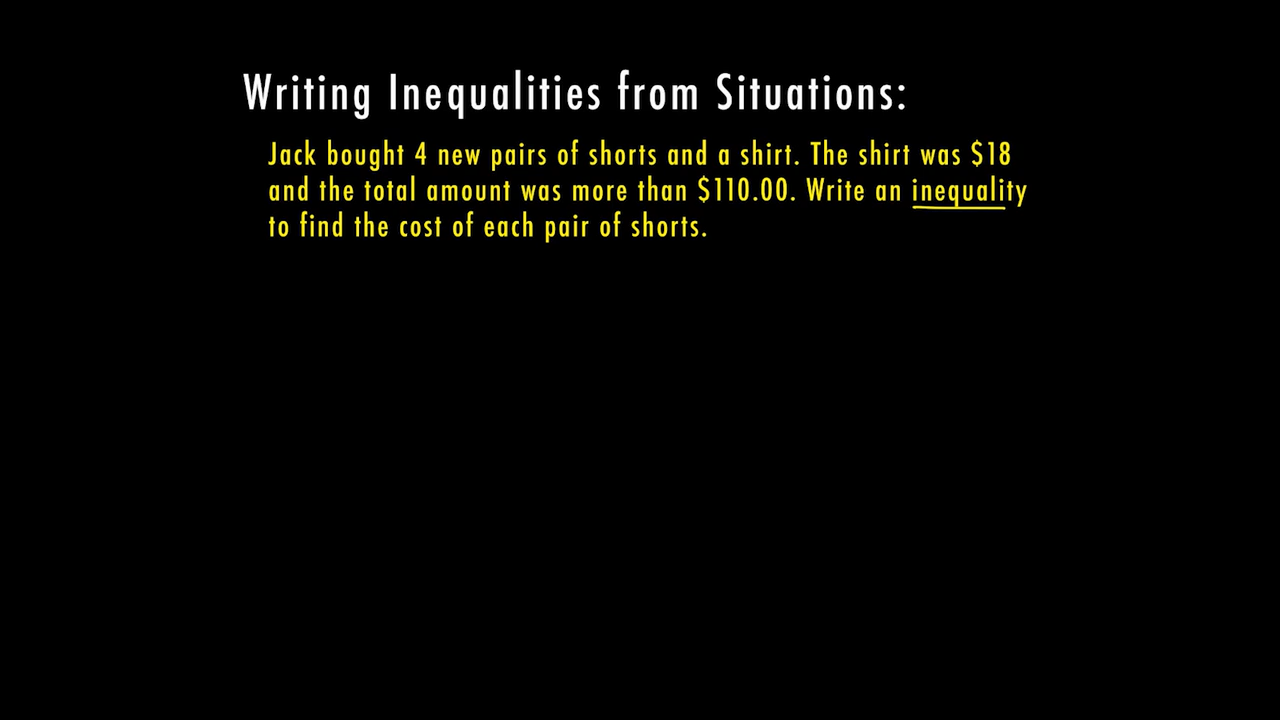 Writing Inequalities from Situations:
Jack bought 4 new pairs of shorts and a shirt. The shirt was $18
and the total amount was more than $110.00. Write an inequality
to find the cost of each pair of shorts.